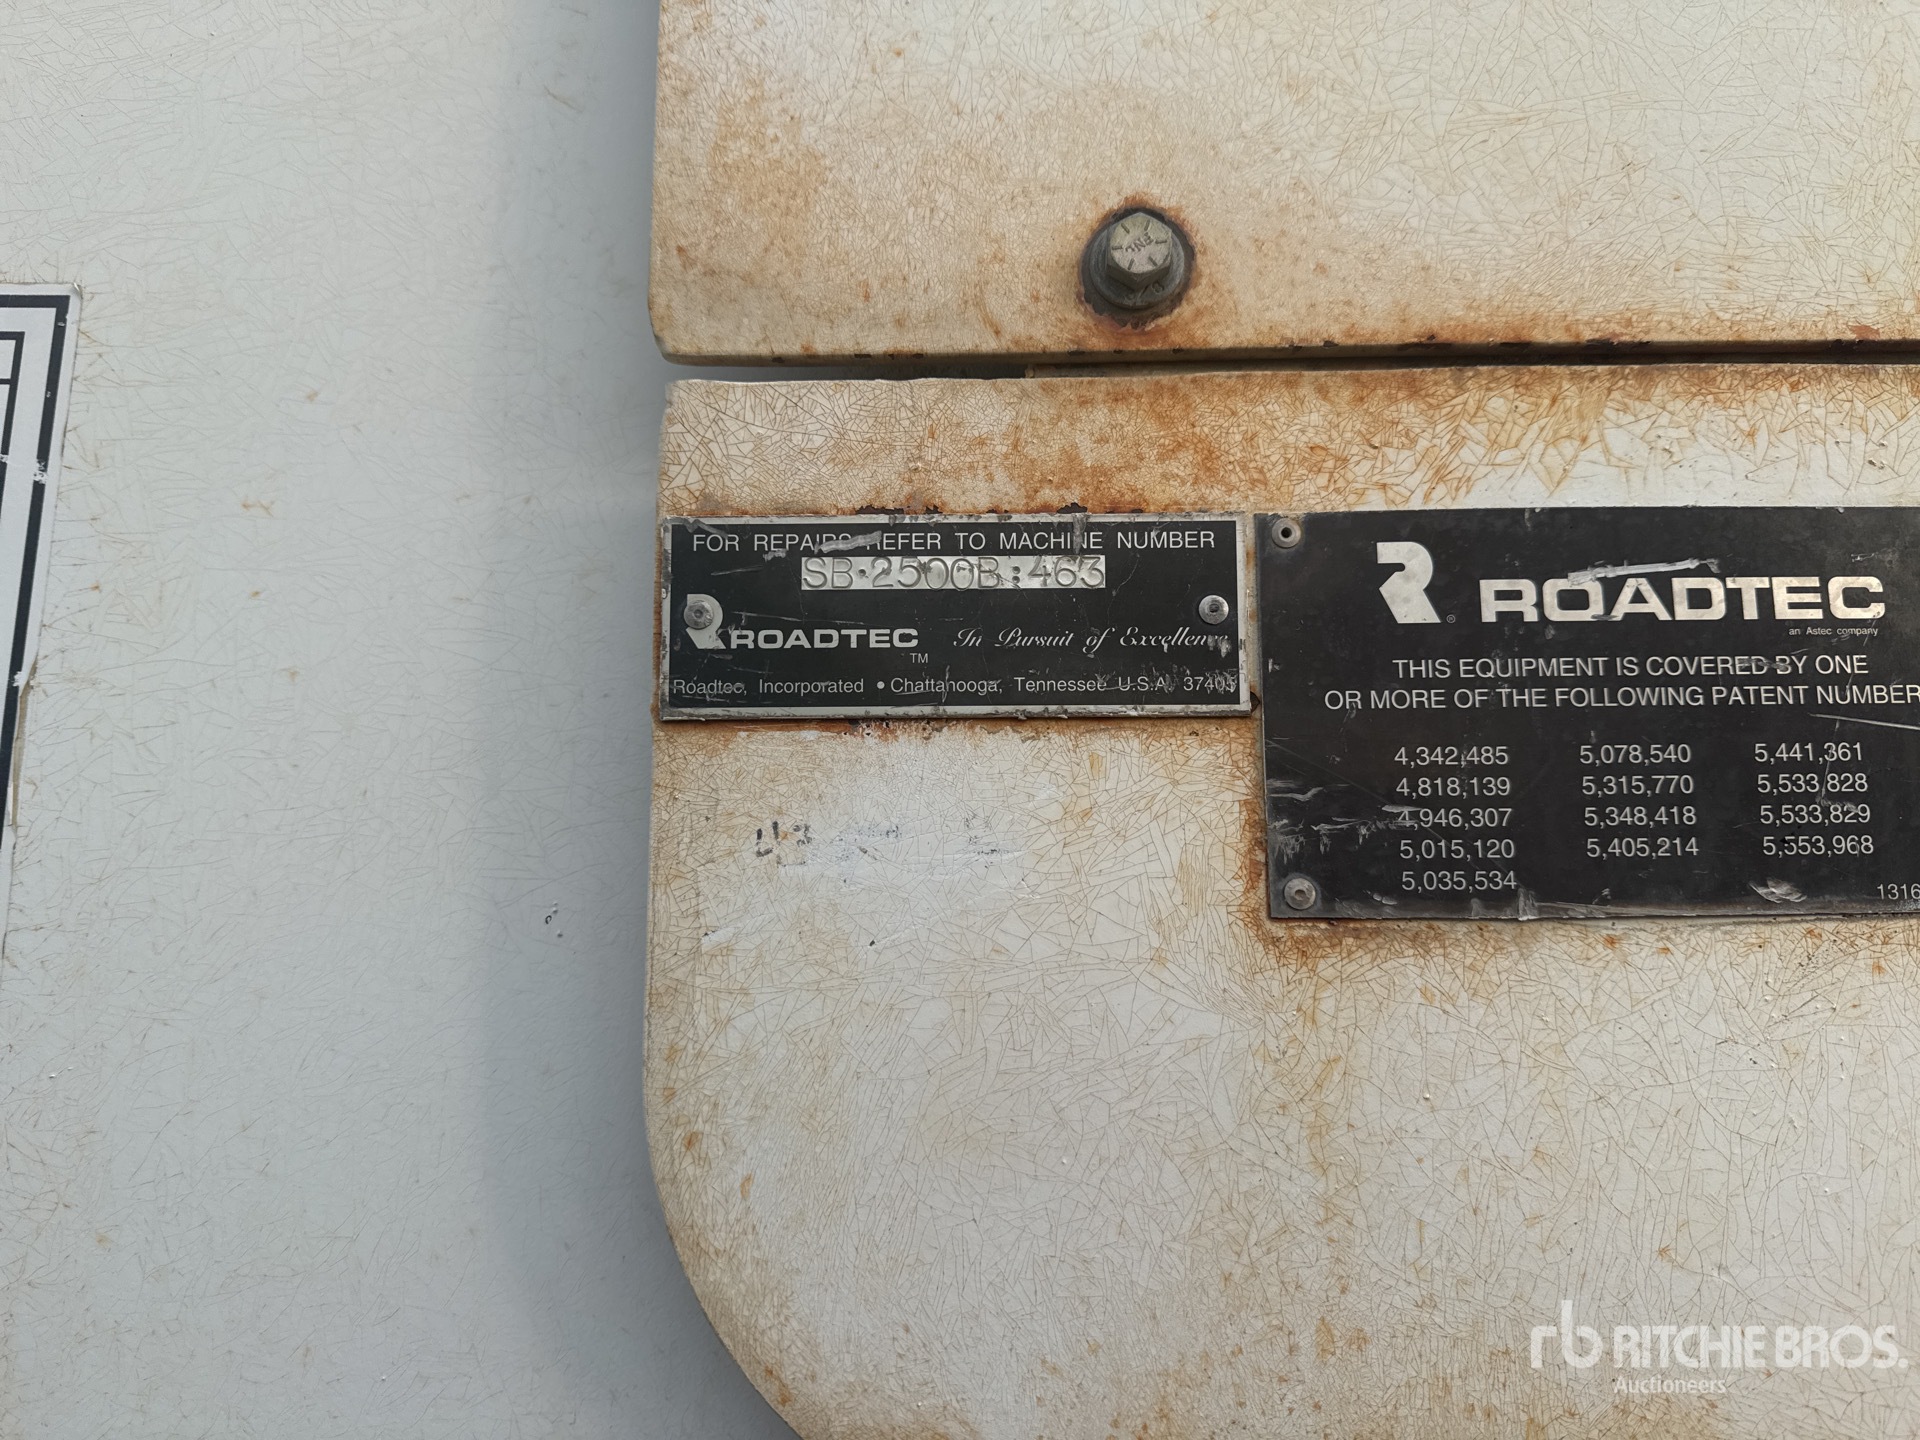 FOR REPAIRS REFER TO MACHINE NUMBER
SB-2500B:463
ROADTEC In Pursuit of Excellence
TM
Roadtec, Incorporated • Chattanooga, Tennessee U.S.A. 37405
ROADTEC
an Astec company
THIS EQUIPMENT IS COVERED BY ONE
OR MORE OF THE FOLLOWING PATENT NUMBER
4,342,485 5,078,540 5,441,361
4,818,139 5,315,770 5,533,828
4,946,307 5,348,418 5,533,829
5,015,120 5,405,214 5,553,968
5,035,534
1316
43
rb RITCHIE BROS.
Auctioneers